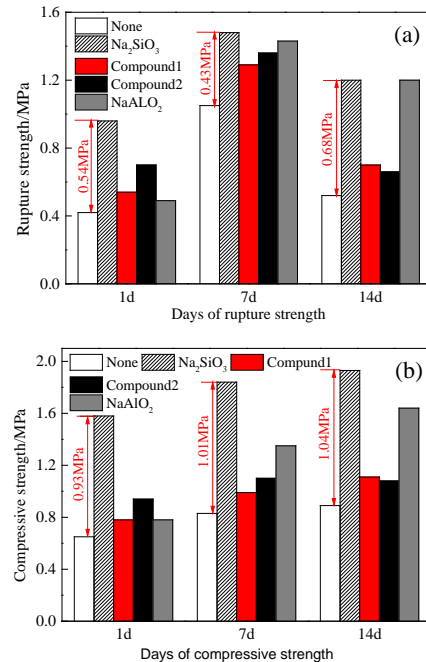 (a)
None
Na₂SiO₃
Compound1
Compound2
NaALO₂
Rupture strength/MPa
1.6
1.2
0.8
0.4
0.0
0.54MPa
0.43MPa
0.68MPa
1d 7d 14d
Days of rupture strength
(b)
None Na₂SiO₃ Compund1
Compound2
NaAlO₂
Compressive strength/MPa
2.0
1.6
1.2
0.8
0.4
0.0
0.93MPa
1.01MPa
1.04MPa
1d 7d 14d
Days of compressive strength